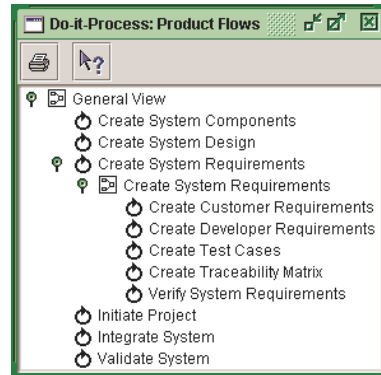 Do-it-Process: Product Flows
General View
Create System Components
Create System Design
Create System Requirements
Create System Requirements
Create Customer Requirements
Create Developer Requirements
Create Test Cases
Create Traceability Matrix
Verify System Requirements
Initiate Project
Integrate System
Validate System